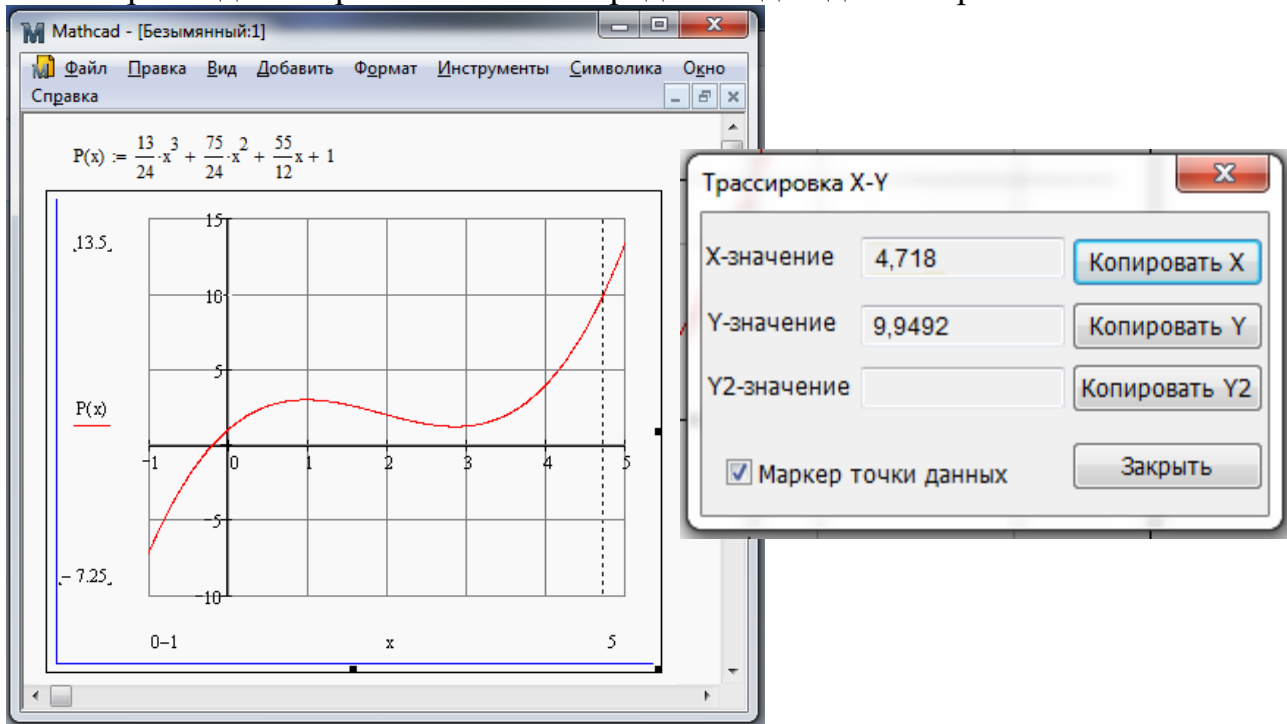 Mathcad - [Безымянный:1]
Файл Правка Вид Добавить Формат Инструменты Символика Окно
Справка
P(x) := 13/24·x^3 + 75/24·x^2 + 55/12x + 1
15
13.5
10
5
P(x)
-1 0 1 2 3 4 5
-5
- 7.25
-10
0-1 x 5
Трассировка X-Y
X-значение 4,718 Копировать X
Y-значение 9,9492 Копировать Y
Y2-значение Копировать Y2
Маркер точки данных Закрыть